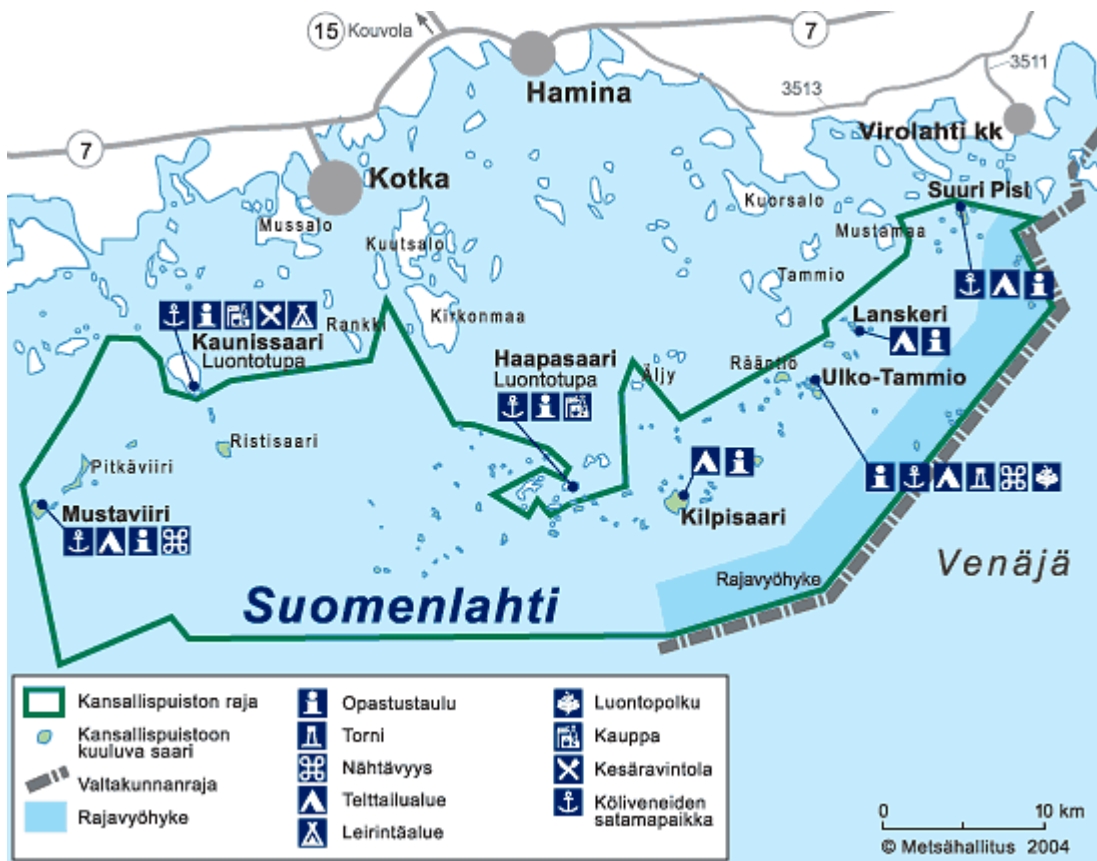 15
Kouvola
7
Hamina
3511
3513
Virolahti kk
7
Kotka
Suuri Pisi
Kuorsalo
Mussalo
Mustamaa
Kuutsalo
Tammio
Lanskeri
Kirkonmaa
Rankki
Kaunissaari
Luontotupa
Haapasaari
Luontotupa
Äljy
Rääntiö
Ulko-Tammio
Ristisaari
Pitkäviiri
Mustaviiri
Kilpisaari
Venäjä
Rajavyöhyke
Suomenlahti
Kansallispuiston raja
Kansallispuistoon
kuuluva saari
Valtakunnanraja
Rajavyöhyke
Opastustaulu
Torni
Nähtävyys
Telttailualue
Leirintäalue
Luontopolku
Kauppa
Kesäravintola
Köliveneiden
satamapaikka
0 10 km
© Metsähallitus 2004